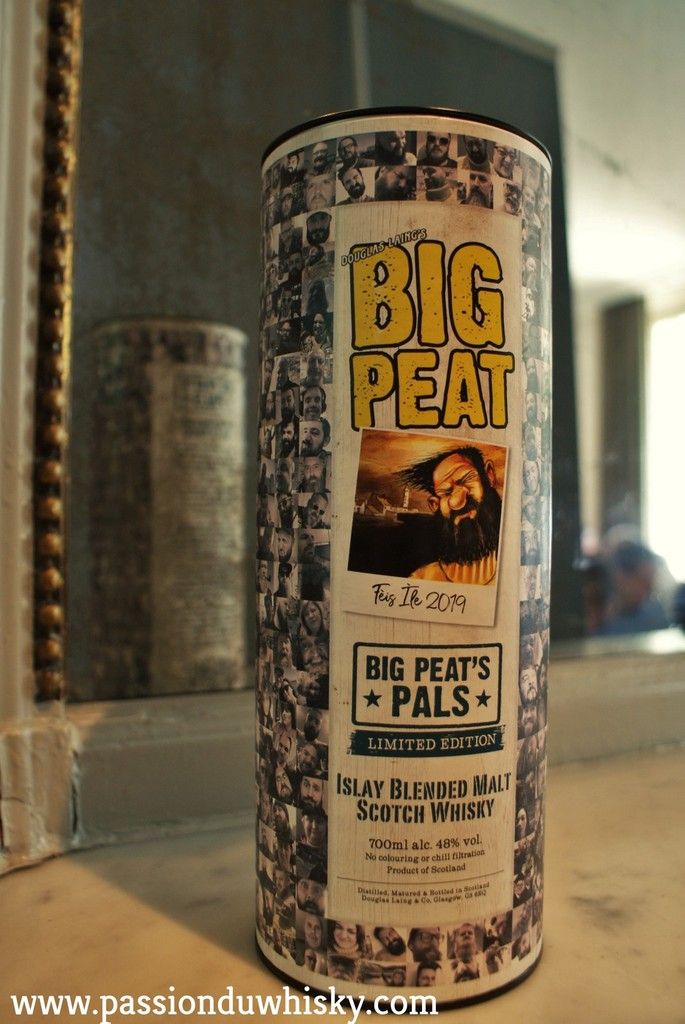 DOUGLAS LAING'S
BIG
PEAT
Fèis Ìle 2019
BIG PEAT'S
★ PALS ★
LIMITED EDITION
ISLAY BLENDED MALT
SCOTCH WHISKY
700ml alc. 48% vol.
No colouring or chill filtration
Product of Scotland
Distilled, Matured & Bottled in Scotland
Douglas Laing & Co, Glasgow,
www.passionduwhisky.com